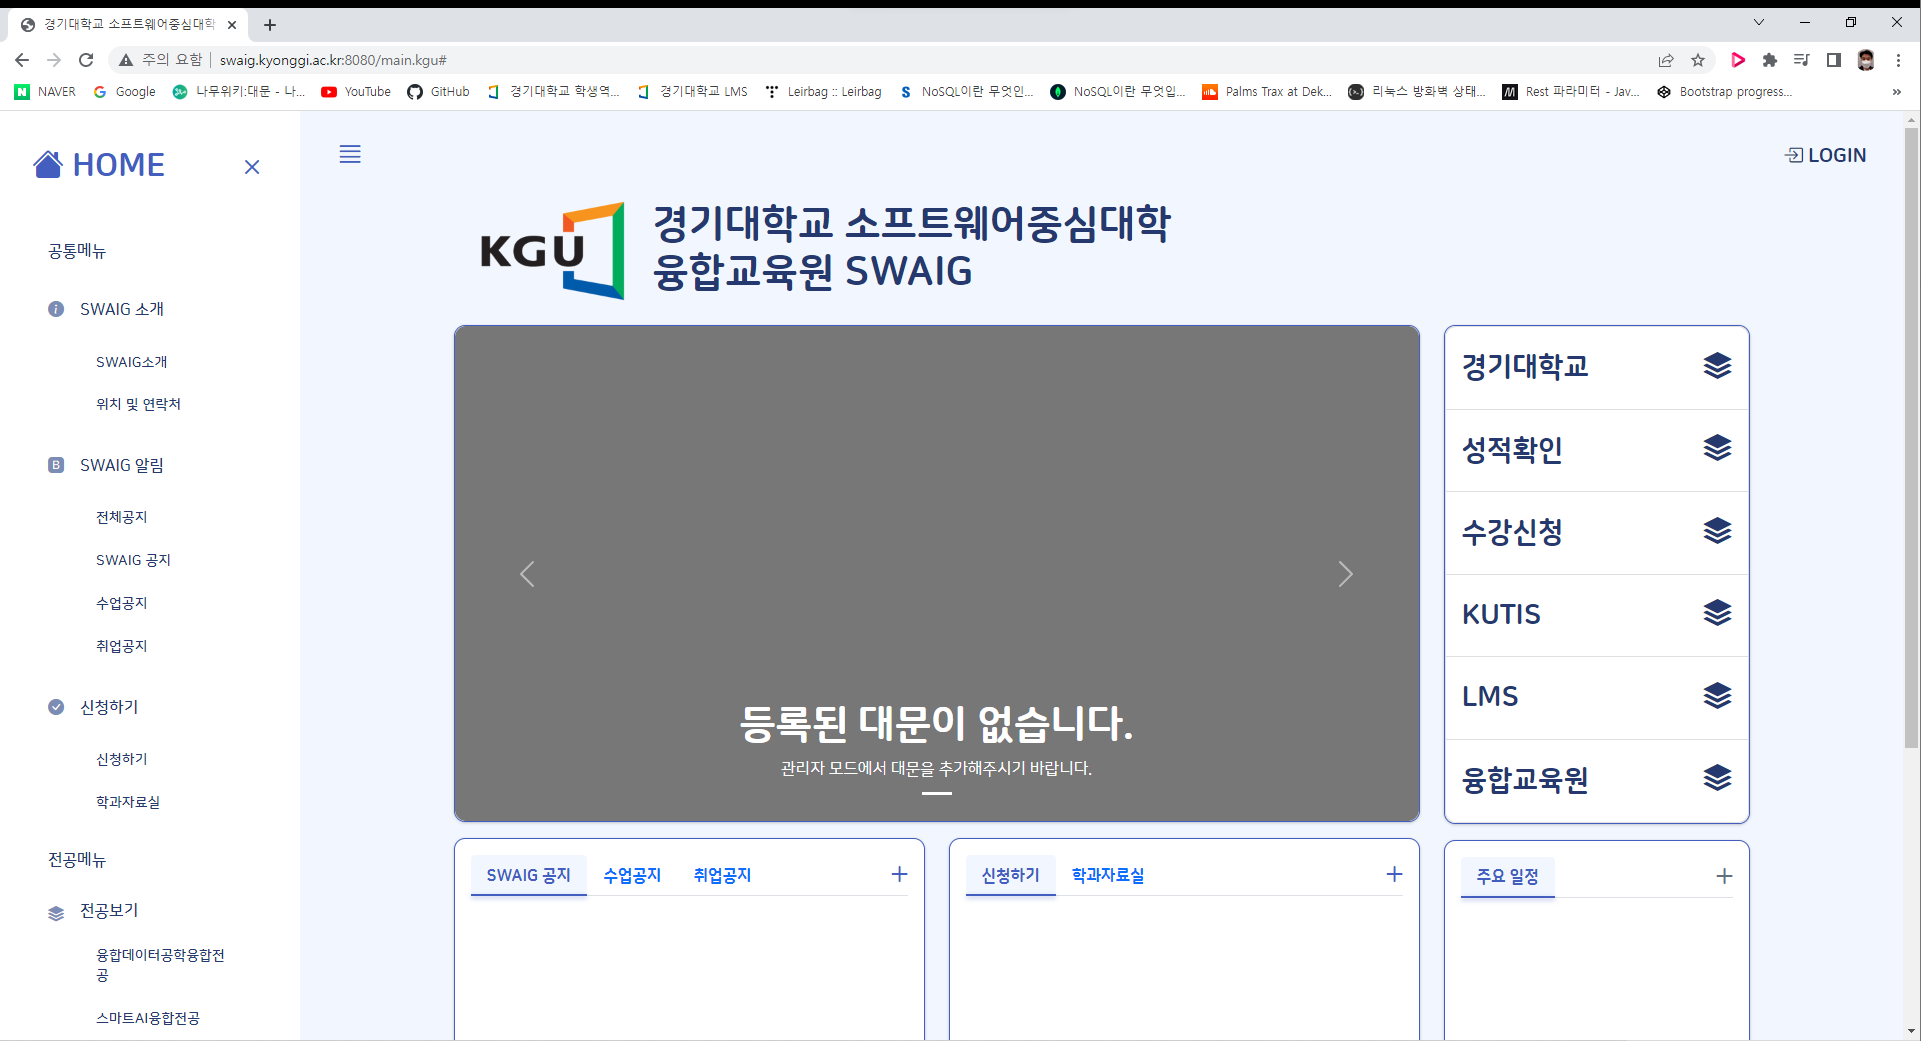 경기대학교 소프트웨어중심대학
주의 요함 | swaig.kyonggi.ac.kr:8080/main.kgu#
NAVER Google 나무위키:대문 - 나... YouTube GitHub 경기대학교 학생역... 경기대학교 LMS Leirbag :: Leirbag NoSQL이란 무엇인... NoSQL이란 무엇입... Palms Trax at Dek... 리눅스 방화벽 상태... Rest 파라미터 - Jav... Bootstrap progress...
HOME
LOGIN
공통메뉴
SWAIG 소개
SWAIG소개
위치 및 연락처
SWAIG 알림
전체공지
SWAIG 공지
수업공지
취업공지
신청하기
신청하기
학과자료실
전공메뉴
전공보기
융합데이터공학융합전
공
스마트AI융합전공
KGU
경기대학교 소프트웨어중심대학
융합교육원 SWAIG
등록된 대문이 없습니다.
관리자 모드에서 대문을 추가해주시기 바랍니다.
경기대학교
성적확인
수강신청
KUTIS
LMS
융합교육원
SWAIG 공지 수업공지 취업공지
신청하기 학과자료실
주요 일정